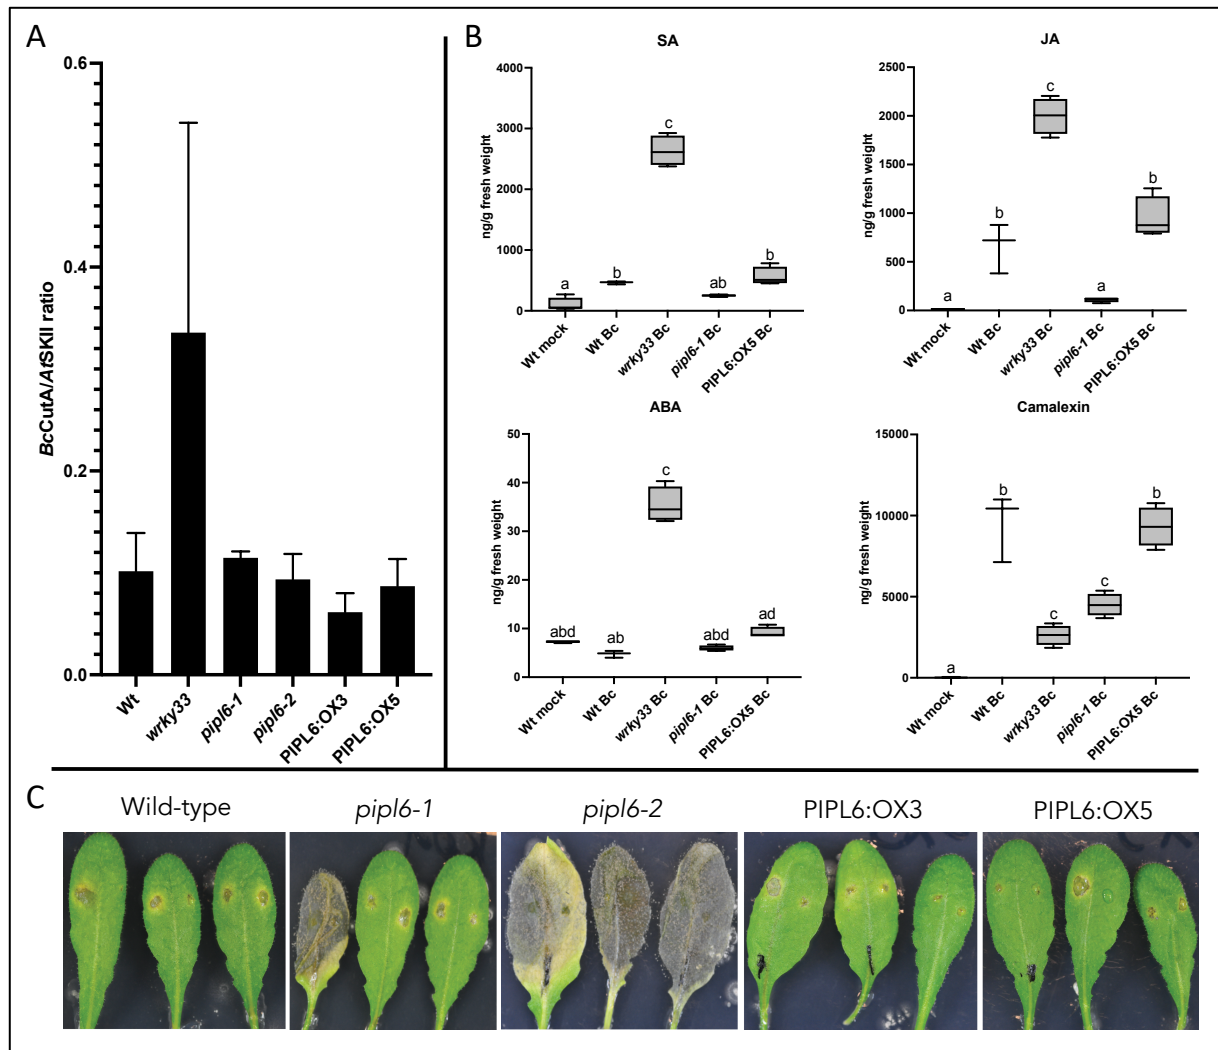 A
BcCutA/AtSKII ratio
0.6
0.4
0.2
0.0
Wt
wrky33
pipl6-1
pipl6-2
PIPL6:OX3
PIPL6:OX5
B
SA
ng/g fresh weight
4000
3000
2000
1000
0
a
b
c
ab
b
Wt mock
Wt Bc
wrky33 Bc
pipl6-1 Bc
PIPL6:OX5 Bc
JA
ng/g fresh weight
2500
2000
1500
1000
500
0
a
b
c
a
b
Wt mock
Wt Bc
wrky33 Bc
pipl6-1 Bc
PIPL6:OX5 Bc
ABA
ng/g fresh weight
50
40
30
20
10
0
abd
ab
c
abd
ad
Wt mock
Wt Bc
wrky33 Bc
pipl6-1 Bc
PIPL6:OX5 Bc
Camalexin
ng/g fresh weight
15000
10000
5000
0
a
b
c
c
b
Wt mock
Wt Bc
wrky33 Bc
pipl6-1 Bc
PIPL6:OX5 Bc
C
Wild-type
pipl6-1
pipl6-2
PIPL6:OX3
PIPL6:OX5